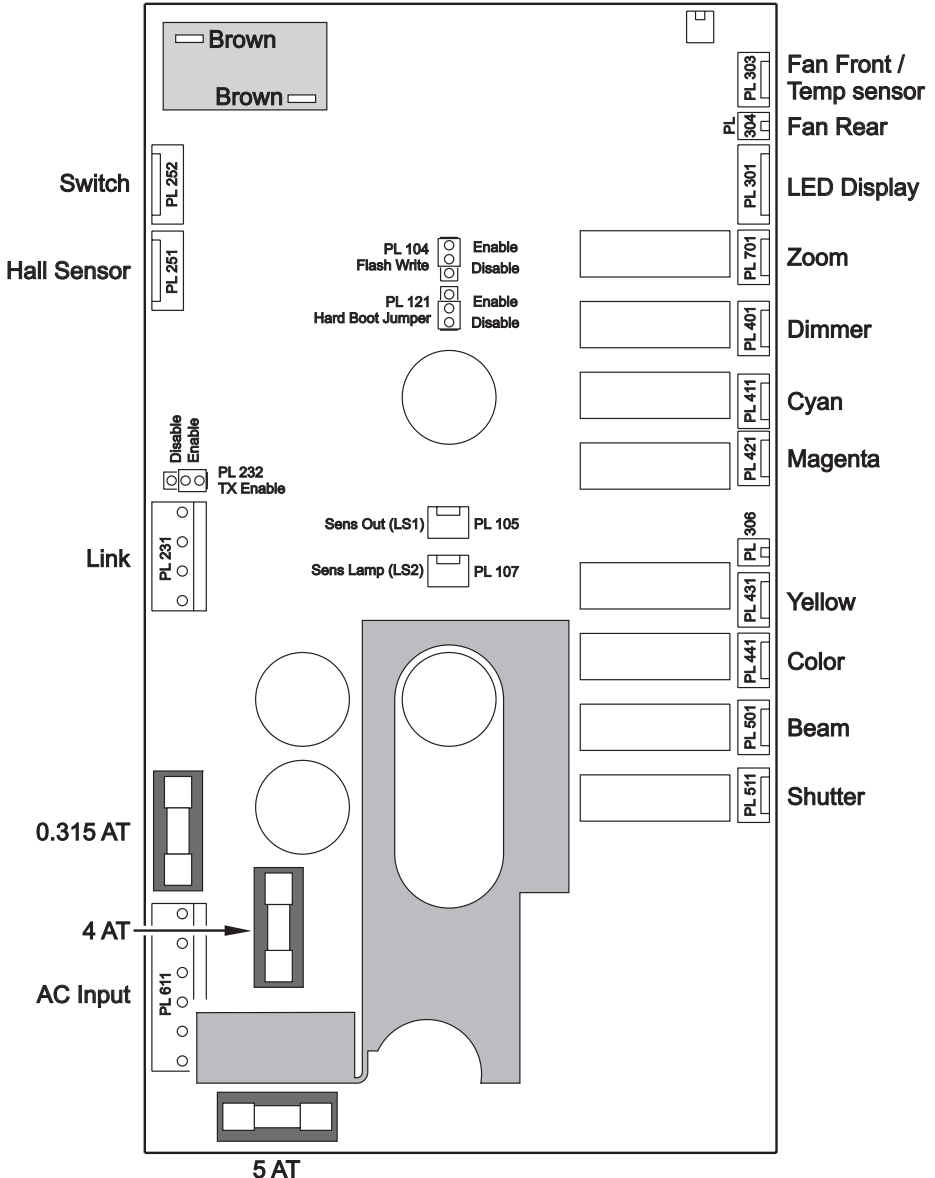 Brown
Brown
PL 303
Fan Front /
Temp sensor
PL
304
Fan Rear
Switch
PL 252
PL 301
LED Display
Hall Sensor
PL 251
PL 104
Flash Write
Enable
Disable
PL 701
Zoom
PL 121
Hard Boot Jumper
Enable
Disable
PL 401
Dimmer
PL 411
Cyan
Disable
Enable
PL 232
TX Enable
PL 421
Magenta
Sens Out (LS1)
PL 105
PL 306
Link
PL 231
Sens Lamp (LS2)
PL 107
PL 431
Yellow
PL 441
Color
PL 501
Beam
PL 511
Shutter
0.315 AT
4 AT
AC Input
PL 611
5 AT